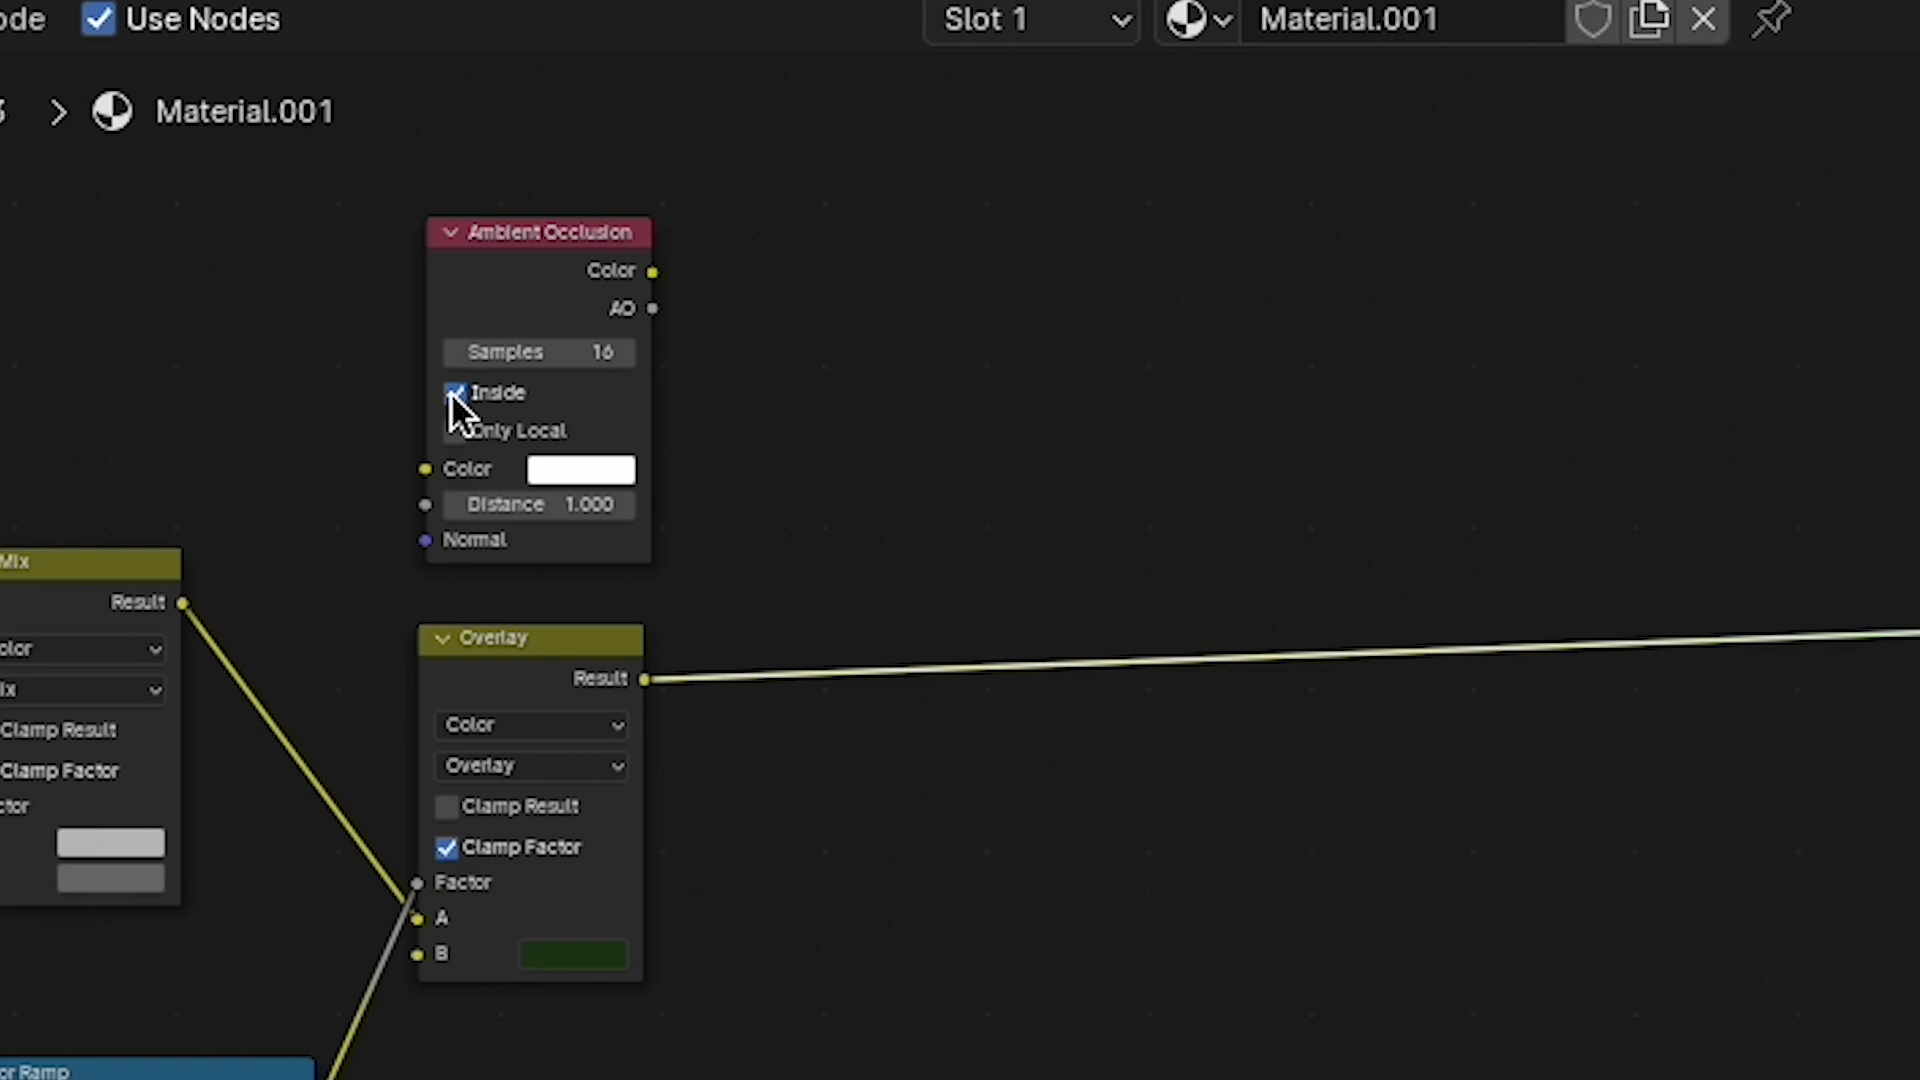 ode Use Nodes Slot 1 Material.001
Material.001
Ambient Occlusion
Color
AO
Samples 16
Inside
Only Local
Color
Distance 1.000
Normal
Mix
Result
olor
ix
Clamp Result
Clamp Factor
ctor
Overlay
Result
Color
Overlay
Clamp Result
Clamp Factor
Factor
A
B
or Ramp